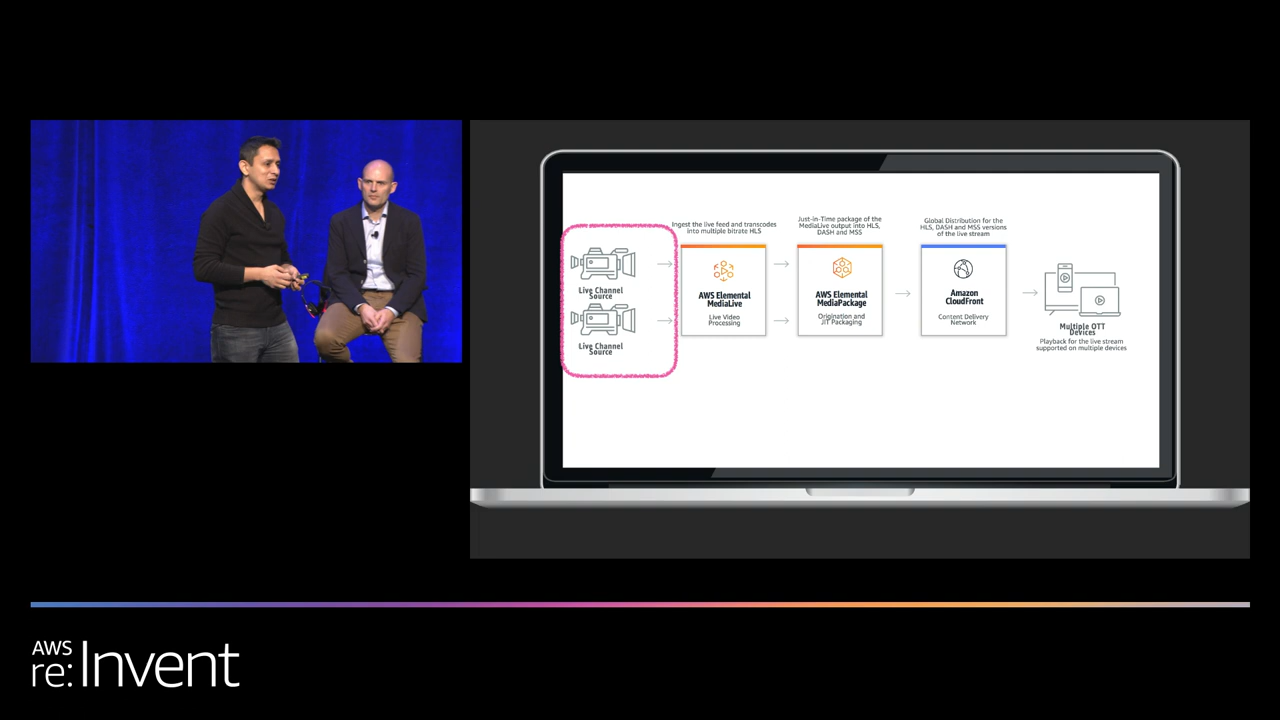 Ingest the live feed and transcodes
into multiple bitrate HLS
Just-in-Time package of the
MediaLive output into HLS,
DASH and MSS
Global Distribution for the
HLS, DASH and MSS versions
of the live stream
Live Channel
Source
Live Channel
Source
AWS Elemental
MediaLive
Live Video
Processing
AWS Elemental
MediaPackage
Origination and
JIT Packaging
Amazon
CloudFront
Content Delivery
Network
Multiple OTT
Devices
Playback for the live stream
supported on multiple devices
AWS
re:Invent